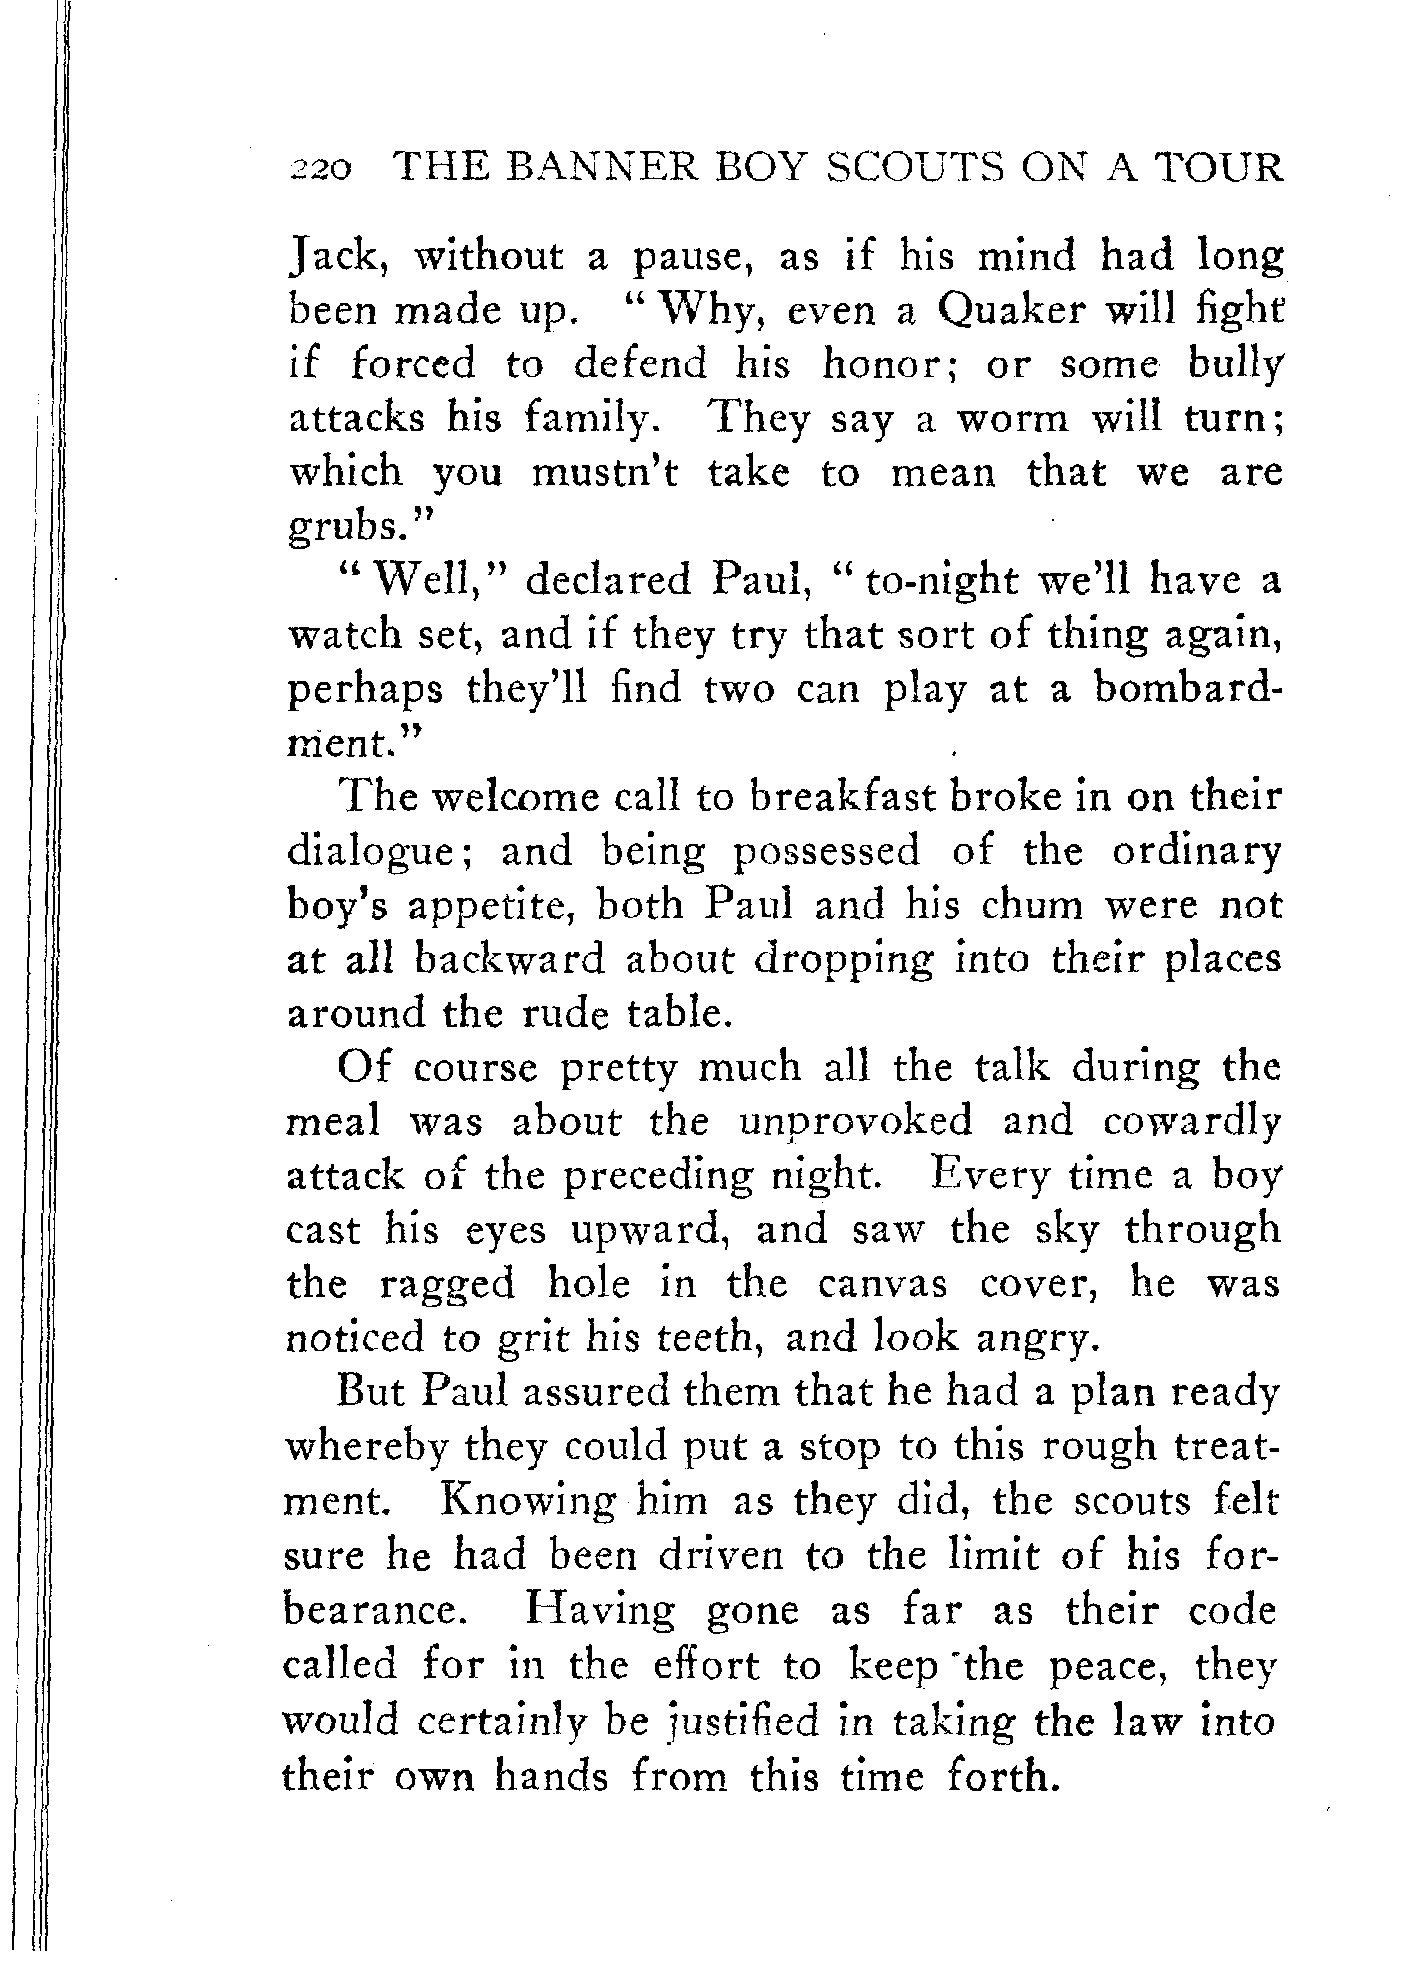 220 THE BANNER BOY SCOUTS ON A TOUR
Jack, without a pause, as if his mind had long
been made up. “ Why, even a Quaker will fight
if forced to defend his honor; or some bully
attacks his family. They say a worm will turn;
which you mustn't take to mean that we are
grubs.”
“ Well,” declared Paul, “ to-night we'll have a
watch set, and if they try that sort of thing again,
perhaps they'll find two can play at a bombard-
ment.”
The welcome call to breakfast broke in on their
dialogue; and being possessed of the ordinary
boy's appetite, both Paul and his chum were not
at all backward about dropping into their places
around the rude table.
Of course pretty much all the talk during the
meal was about the unprovoked and cowardly
attack of the preceding night. Every time a boy
cast his eyes upward, and saw the sky through
the ragged hole in the canvas cover, he was
noticed to grit his teeth, and look angry.
But Paul assured them that he had a plan ready
whereby they could put a stop to this rough treat-
ment. Knowing him as they did, the scouts felt
sure he had been driven to the limit of his for-
bearance. Having gone as far as their code
called for in the effort to keep the peace, they
would certainly be justified in taking the law into
their own hands from this time forth.